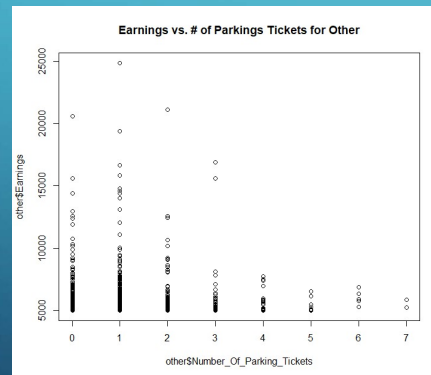 Earnings vs. # of Parkings Tickets for Other
other$Earnings
25000
20000
15000
10000
5000
0 1 2 3 4 5 6 7
other$Number_Of_Parking_Tickets